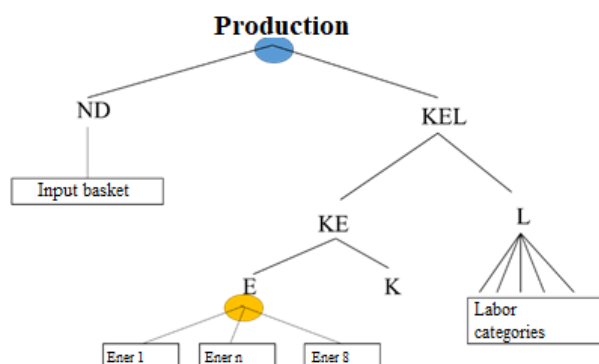 Production
ND
KEL
Input basket
KE
L
E
K
Labor
categories
Ener 1
Ener n
Ener 8